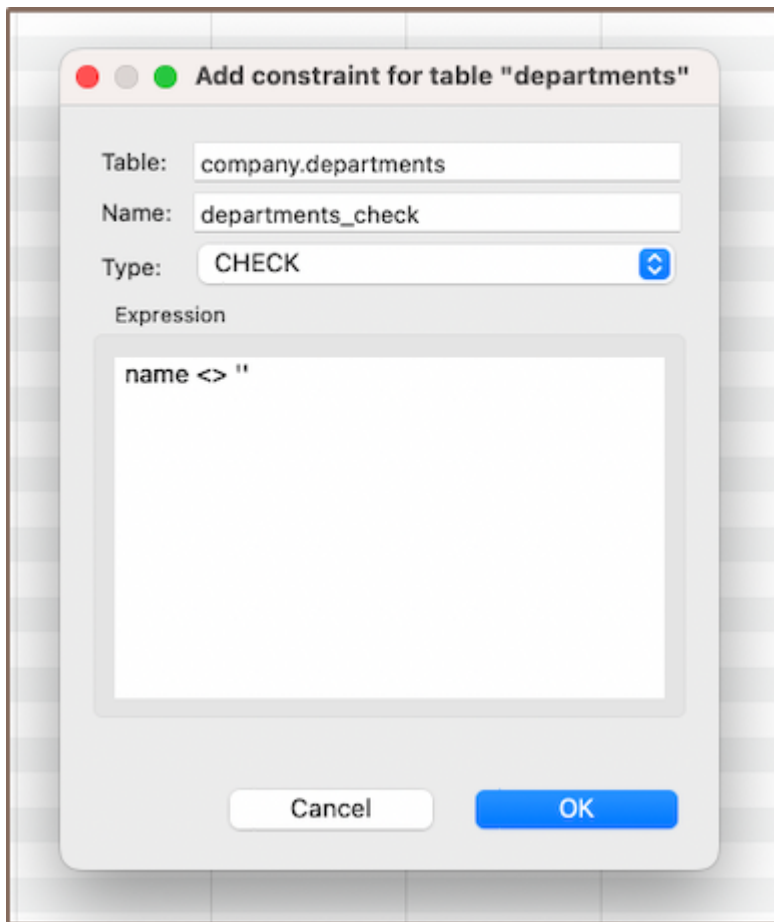 Add constraint for table "departments"
Table: company.departments
Name: departments_check
Type: CHECK
Expression
name <> ''
Cancel OK